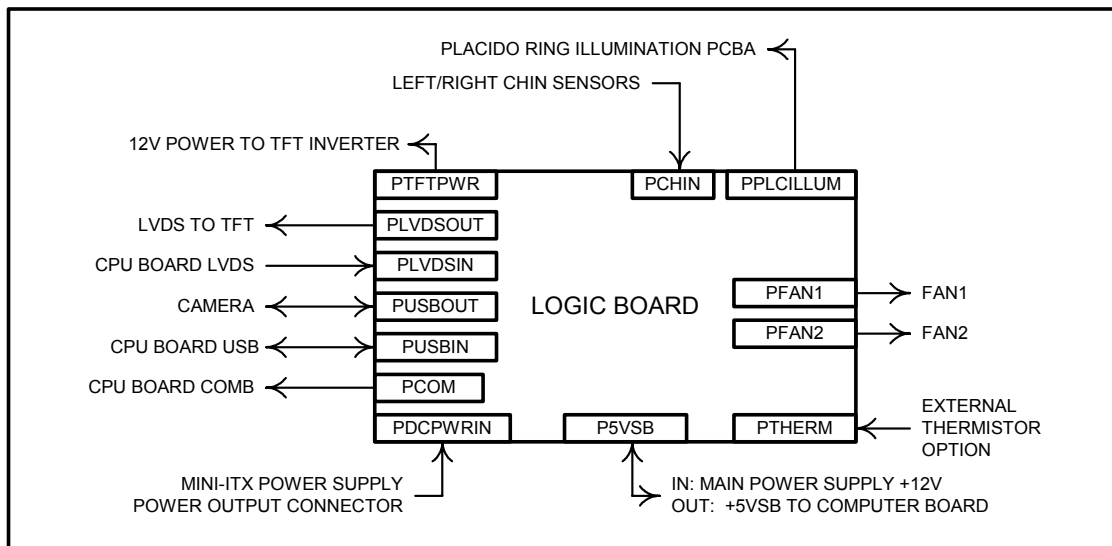 PLACIDO RING ILLUMINATION PCBA
LEFT/RIGHT CHIN SENSORS
12V POWER TO TFT INVERTER
PTFTPWR
PCHIN
PPLCILLUM
LVDS TO TFT
PLVDSOUT
CPU BOARD LVDS
PLVDSIN
CAMERA
PUSBOUT
LOGIC BOARD
PFAN1
FAN1
CPU BOARD USB
PUSBIN
PFAN2
FAN2
CPU BOARD COMB
PCOM
PDCPWRIN
P5VSB
PTHERM
EXTERNAL
THERMISTOR
OPTION
MINI-ITX POWER SUPPLY
POWER OUTPUT CONNECTOR
IN: MAIN POWER SUPPLY +12V
OUT: +5VSB TO COMPUTER BOARD